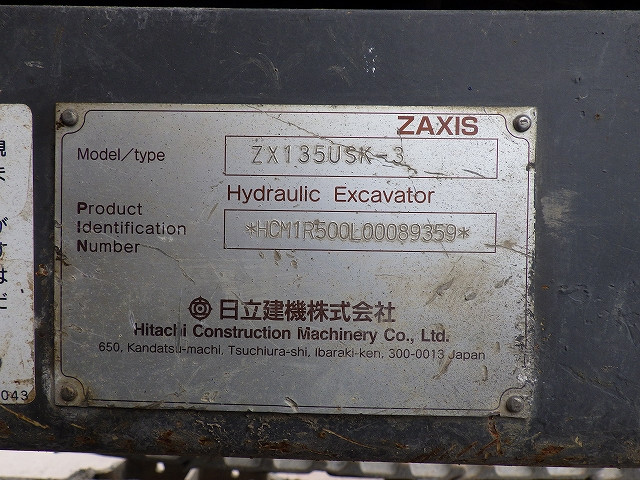 ZAXIS
Model/type
ZX135USK-3
Hydraulic Excavator
Product
Identification
Number
*HCM1R500L00089359*
日立建機株式会社
Hitachi Construction Machinery Co., Ltd.
650, Kandatsu-machi, Tsuchiura-shi, Ibaraki-ken, 300-0013 Japan
043